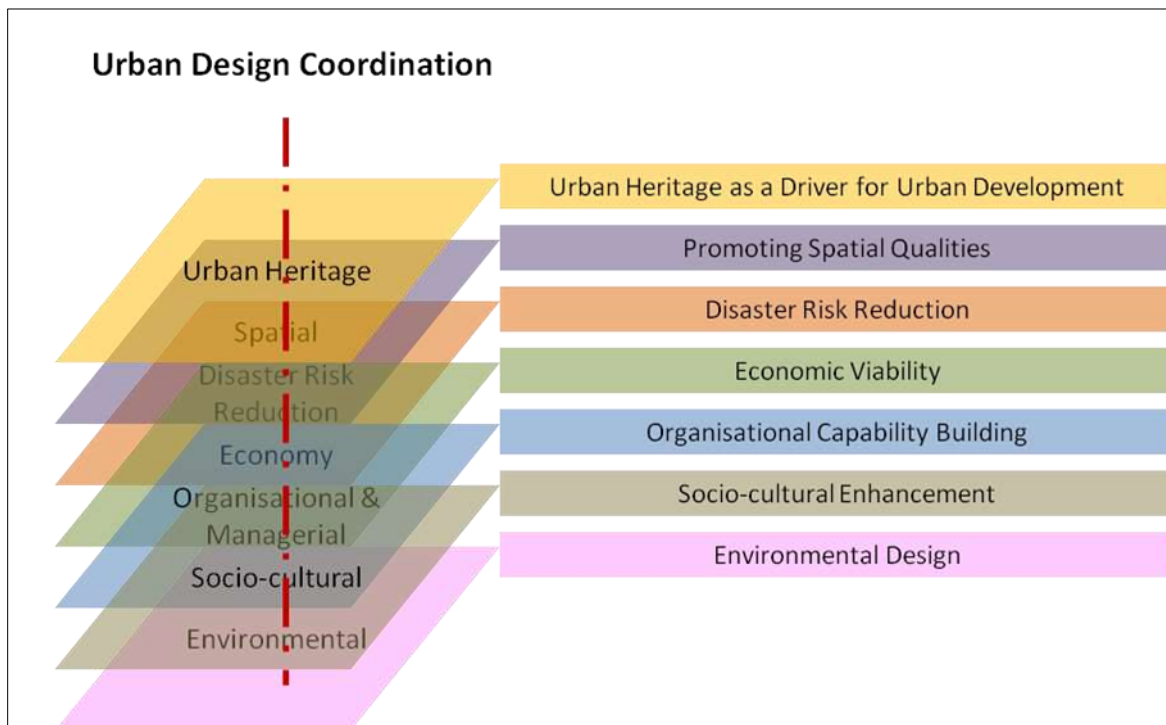 Urban Design Coordination
Urban Heritage as a Driver for Urban Development
Promoting Spatial Qualities
Disaster Risk Reduction
Economic Viability
Organisational Capability Building
Socio-cultural Enhancement
Environmental Design
Urban Heritage
Spatial
Disaster Risk
Reduction
Economy
Organisational &
Managerial
Socio-cultural
Environmental